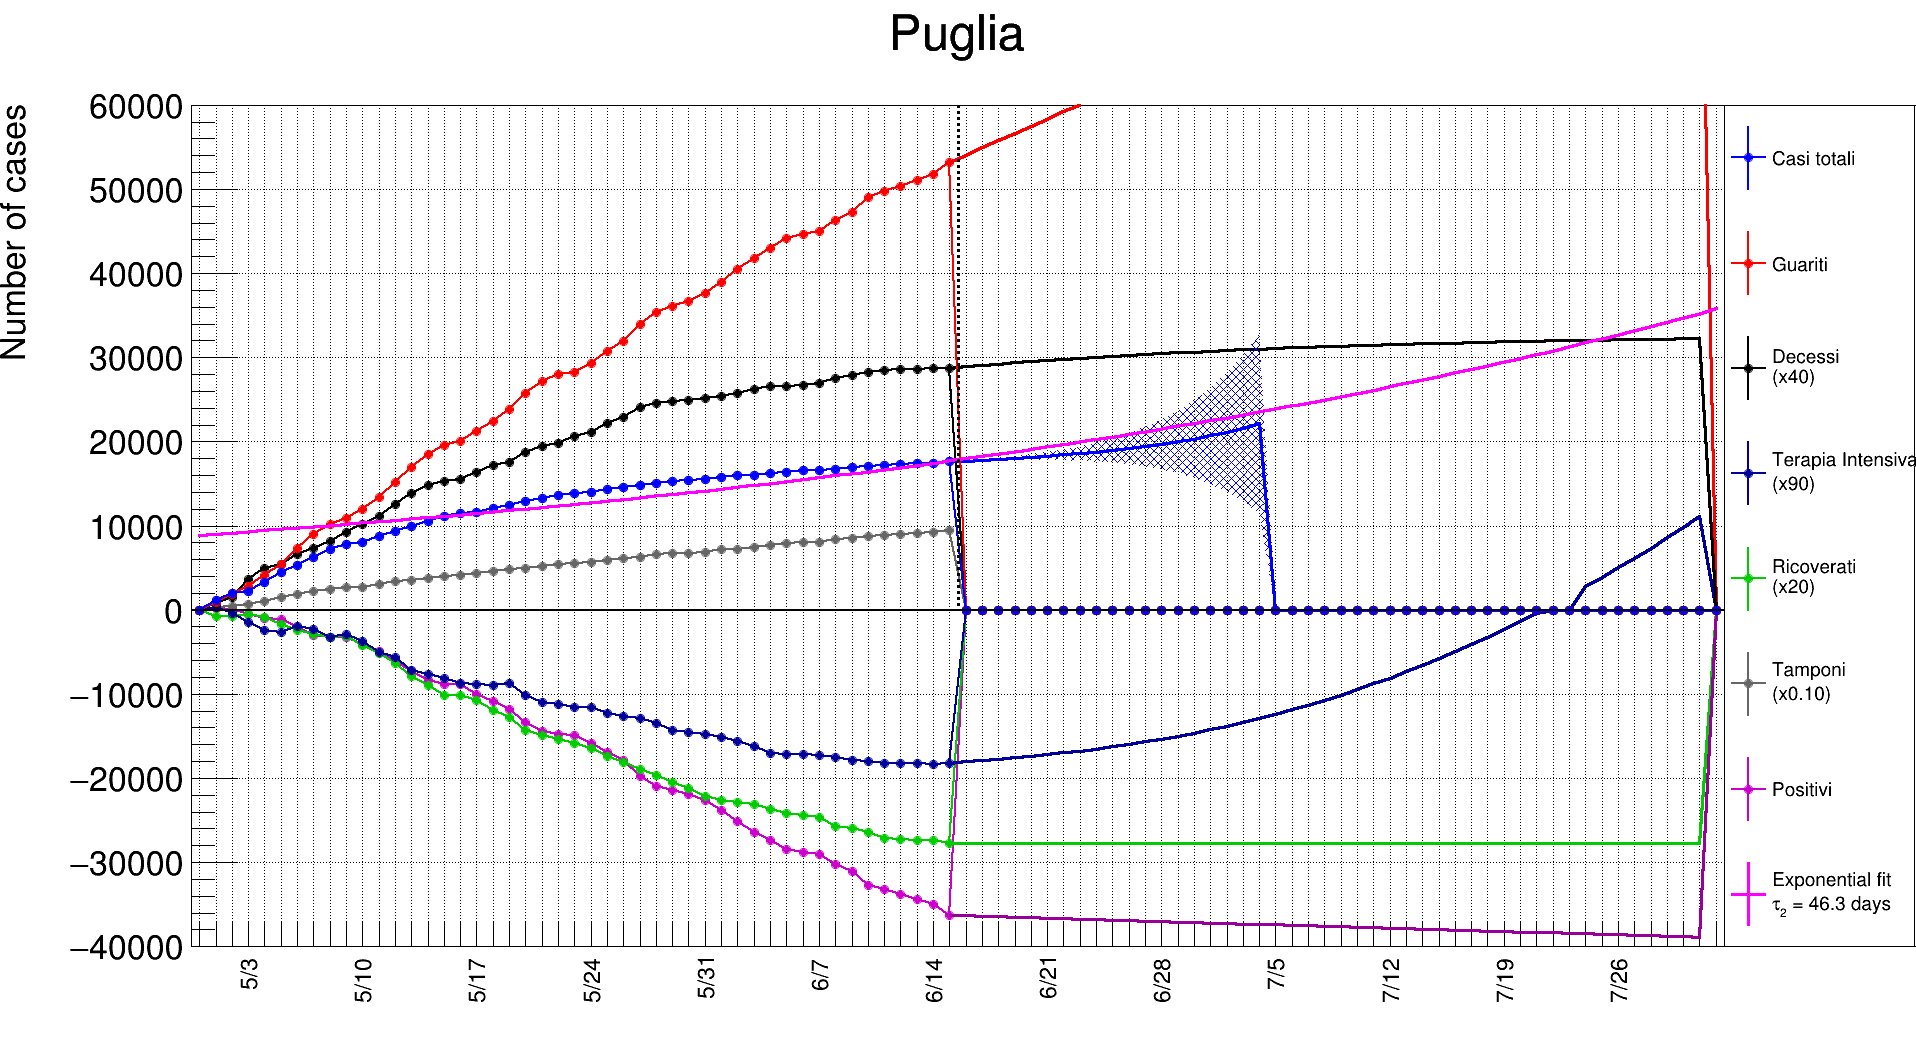 Puglia
Number of cases
60000
50000
40000
30000
20000
10000
0
−10000
−20000
−30000
−40000
5/3
5/10
5/17
5/24
5/31
6/7
6/14
6/21
6/28
7/5
7/12
7/19
7/26
Casi totali
Guariti
Decessi
(x40)
Terapia Intensiva
(x90)
Ricoverati
(x20)
Tamponi
(x0.10)
Positivi
Exponential fit
τ2 = 46.3 days